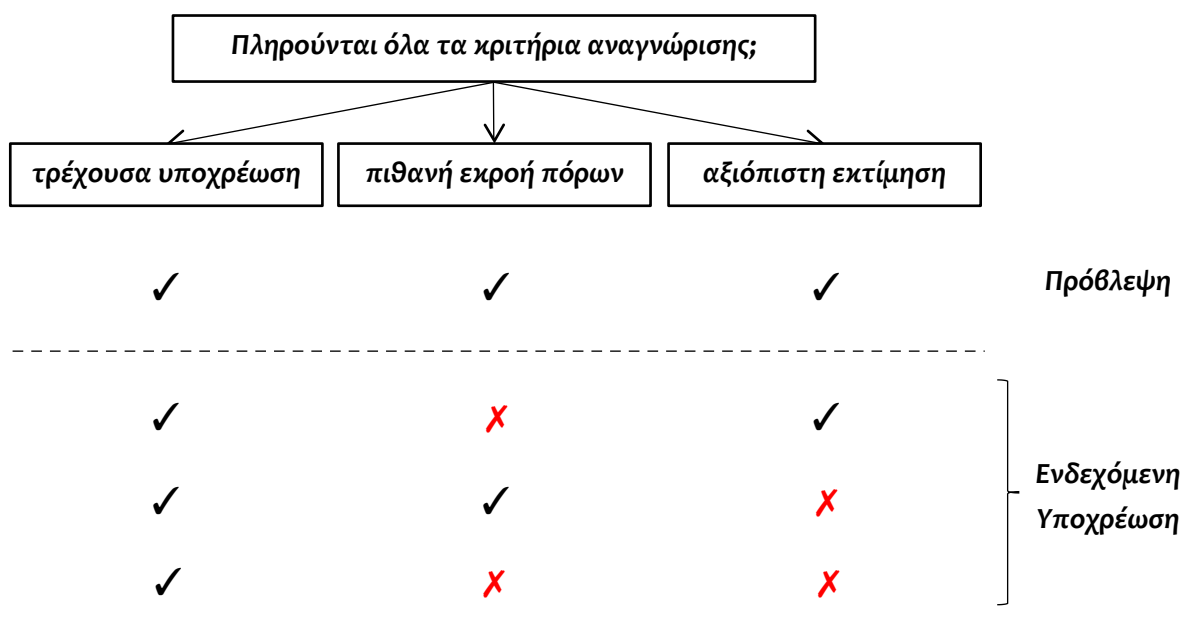 Πληρούνται όλα τα κριτήρια αναγνώρισης;
τρέχουσα υποχρέωση
πιθανή εκροή πόρων
αξιόπιστη εκτίμηση
✓ ✓ ✓ Πρόβλεψη
✓ ✗ ✓
✓ ✓ ✗
✓ ✗ ✗
Ενδεχόμενη
Υποχρέωση